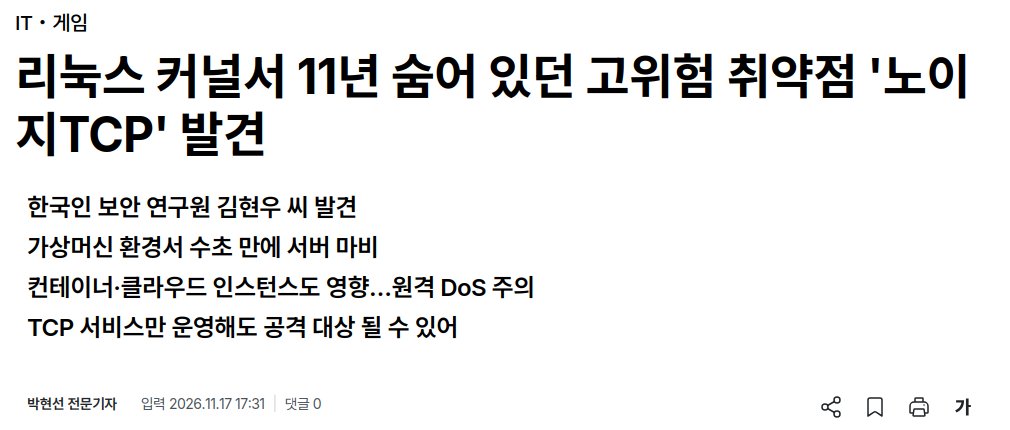 IT · 게임
리눅스 커널서 11년 숨어 있던 고위험 취약점 '노이
지TCP' 발견
한국인 보안 연구원 김현우 씨 발견
가상머신 환경서 수초 만에 서버 마비
컨테이너·클라우드 인스턴스도 영향…원격 DoS 주의
TCP 서비스만 운영해도 공격 대상 될 수 있어
박현선 전문기자 입력 2026.11.17 17:31 댓글 0 가